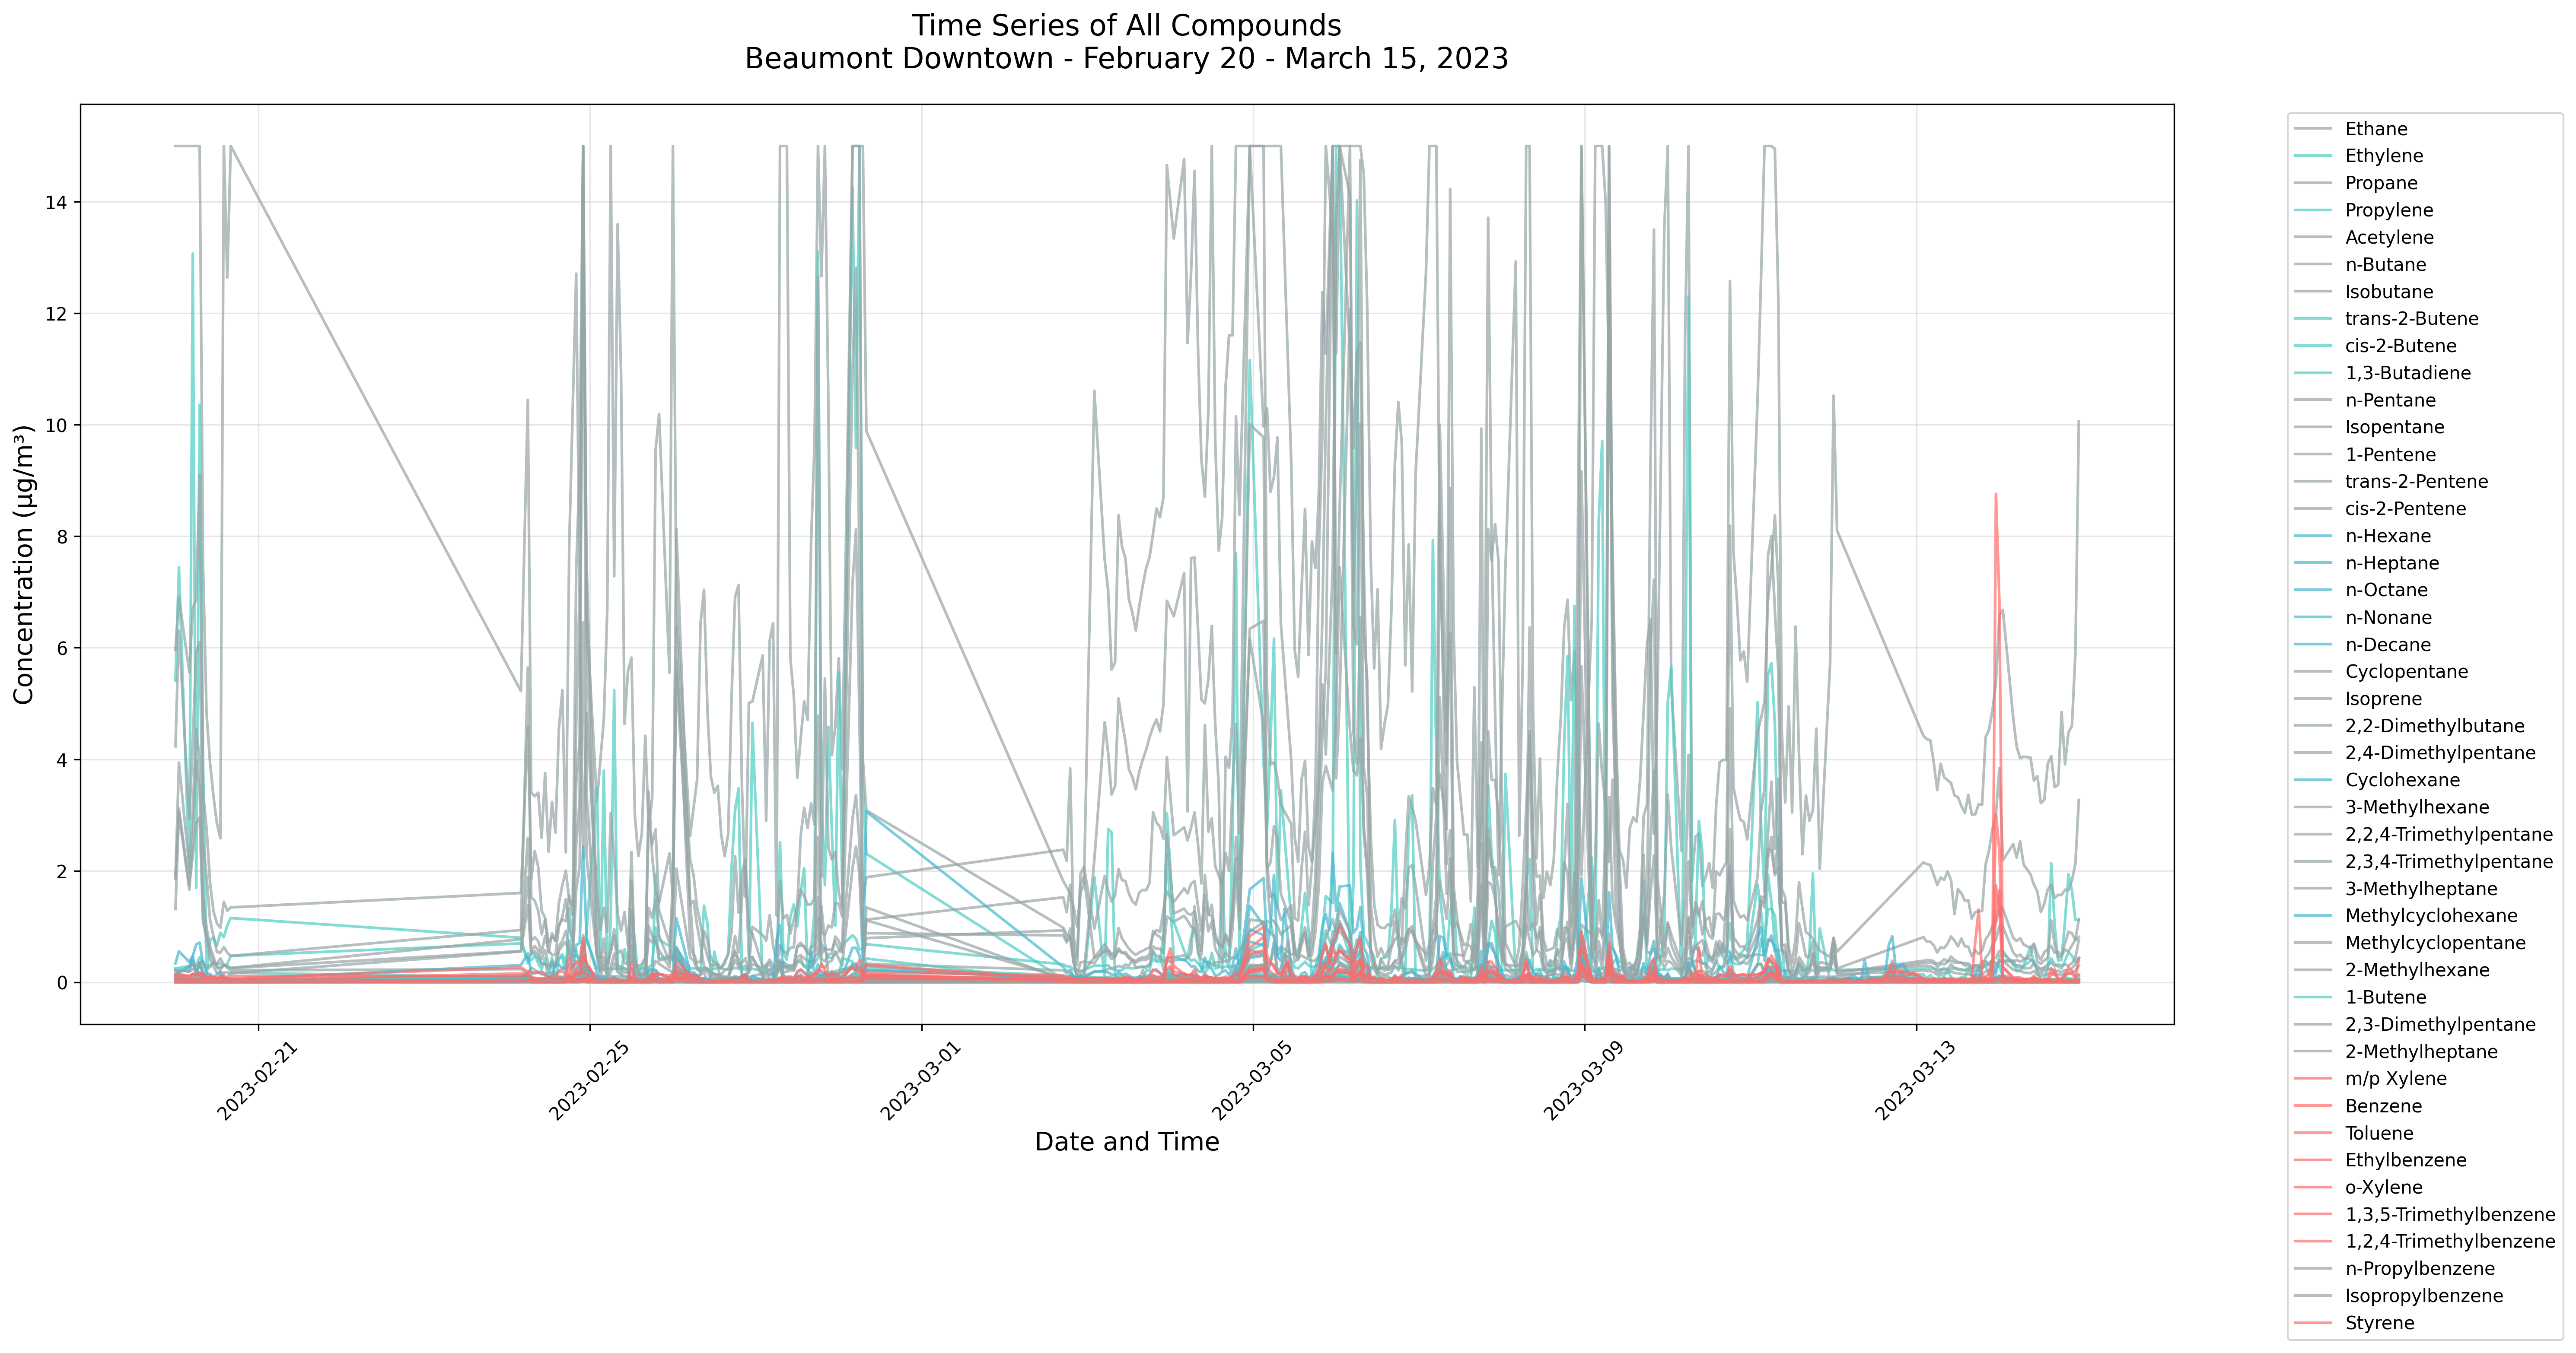 Time Series of All Compounds
Beaumont Downtown - February 20 - March 15, 2023
Concentration (µg/m³)
14
12
10
8
6
4
2
0
2023-02-21
2023-02-25
2023-03-01
2023-03-05
2023-03-09
2023-03-13
Date and Time
Ethane
Ethylene
Propane
Propylene
Acetylene
n-Butane
Isobutane
trans-2-Butene
cis-2-Butene
1,3-Butadiene
n-Pentane
Isopentane
1-Pentene
trans-2-Pentene
cis-2-Pentene
n-Hexane
n-Heptane
n-Octane
n-Nonane
n-Decane
Cyclopentane
Isoprene
2,2-Dimethylbutane
2,4-Dimethylpentane
Cyclohexane
3-Methylhexane
2,2,4-Trimethylpentane
2,3,4-Trimethylpentane
3-Methylheptane
Methylcyclohexane
Methylcyclopentane
2-Methylhexane
1-Butene
2,3-Dimethylpentane
2-Methylheptane
m/p Xylene
Benzene
Toluene
Ethylbenzene
o-Xylene
1,3,5-Trimethylbenzene
1,2,4-Trimethylbenzene
n-Propylbenzene
Isopropylbenzene
Styrene